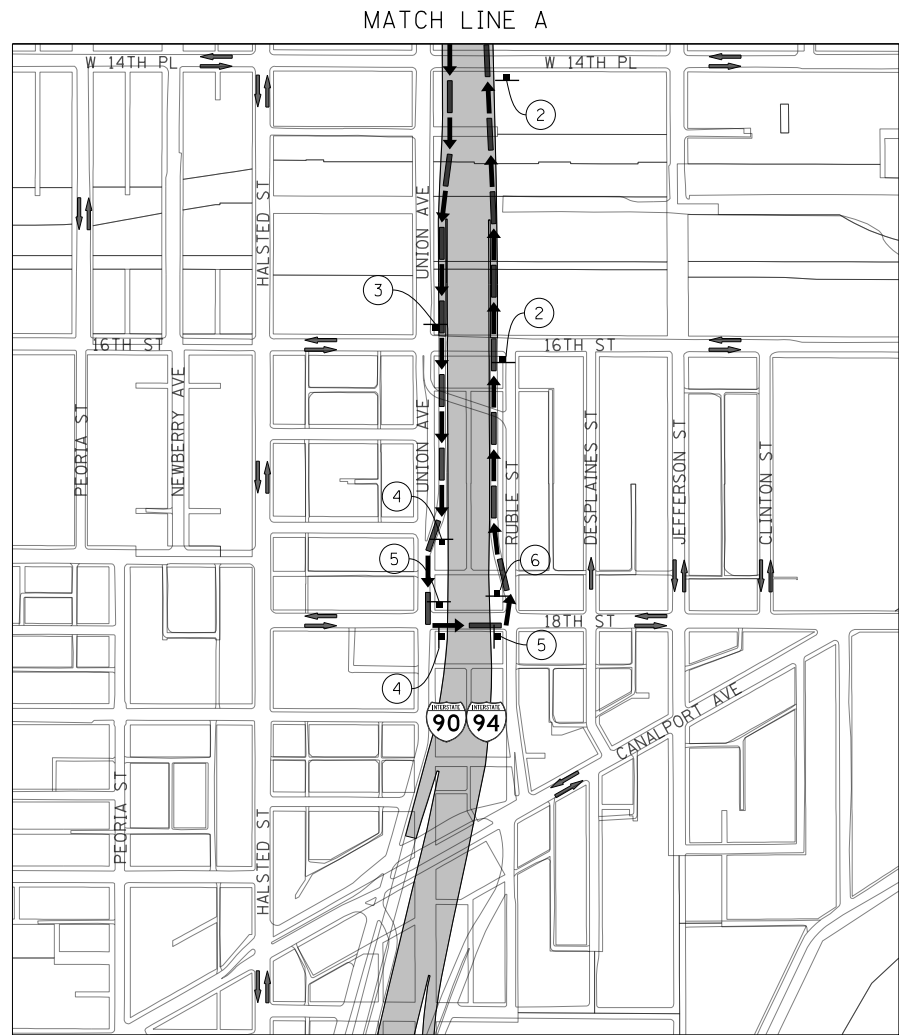 MATCH LINE A
W 14TH PL
W 14TH PL
2
HALSTED ST
UNION AVE
3
2
16TH ST
16TH ST
PEORIA ST
NEWBERRY AVE
UNION AVE
RUBLE ST
DESPLAINES ST
JEFFERSON ST
CLINTON ST
4
5
6
18TH ST
5
4
INTERSTATE
90
INTERSTATE
94
CANALPORT AVE
PEORIA ST
HALSTED ST